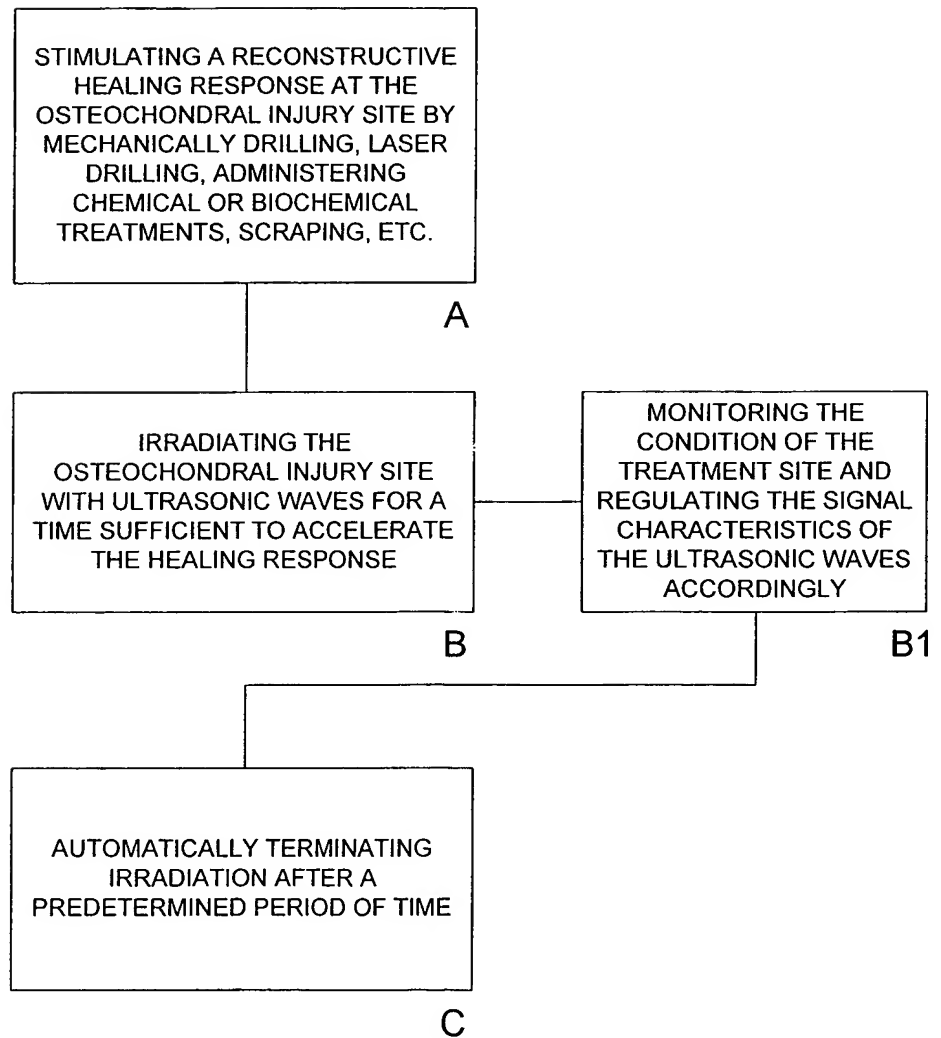 STIMULATING A RECONSTRUCTIVE
HEALING RESPONSE AT THE
OSTEOCHONDRAL INJURY SITE BY
MECHANICALLY DRILLING, LASER
DRILLING, ADMINISTERING
CHEMICAL OR BIOCHEMICAL
TREATMENTS, SCRAPING, ETC.
A
IRRADIATING THE
OSTEOCHONDRAL INJURY SITE
WITH ULTRASONIC WAVES FOR A
TIME SUFFICIENT TO ACCELERATE
THE HEALING RESPONSE
B
MONITORING THE
CONDITION OF THE
TREATMENT SITE AND
REGULATING THE SIGNAL
CHARACTERISTICS OF
THE ULTRASONIC WAVES
ACCORDINGLY
B1
AUTOMATICALLY TERMINATING
IRRADIATION AFTER A
PREDETERMINED PERIOD OF TIME
C